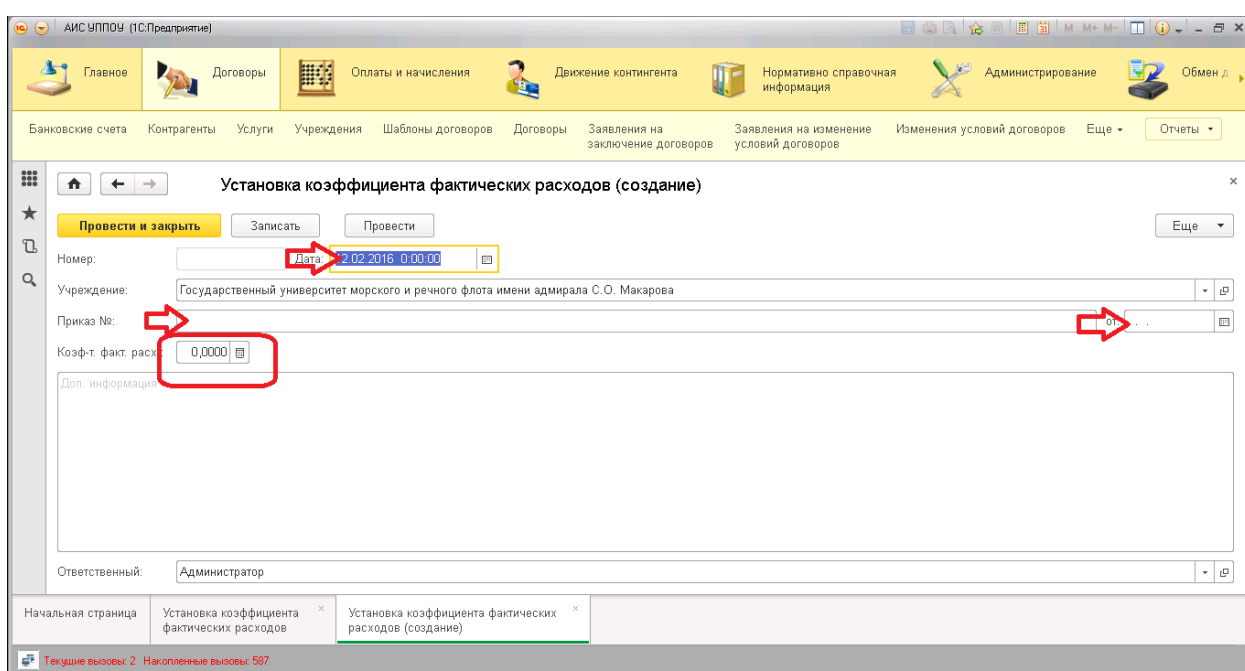 АИС УППОУ (1С:Предприятие)
M M+ M-
Главное
Договоры
Оплаты и начисления
Движение контингента
Нормативно справочная
информация
Администрирование
Обмен д
Банковские счета
Контрагенты
Услуги
Учреждения
Шаблоны договоров
Договоры
Заявления на
заключение договоров
Заявления на изменение
условий договоров
Изменения условий договоров
Еще
Отчеты
Установка коэффициента фактических расходов (создание)
Провести и закрыть
Записать
Провести
Еще
Номер:
Дата:
2.02.2016 0:00:00
Учреждение:
Государственный университет морского и речного флота имени адмирала С.О. Макарова
Приказ №:
от:
. .
Коэф-т. факт. расх
0,0000
Доп. информация
Ответственный:
Администратор
Начальная страница
Установка коэффициента
фактических расходов
Установка коэффициента фактических
расходов (создание)
Текущие вызовы: 2 Накопленные вызовы: 587